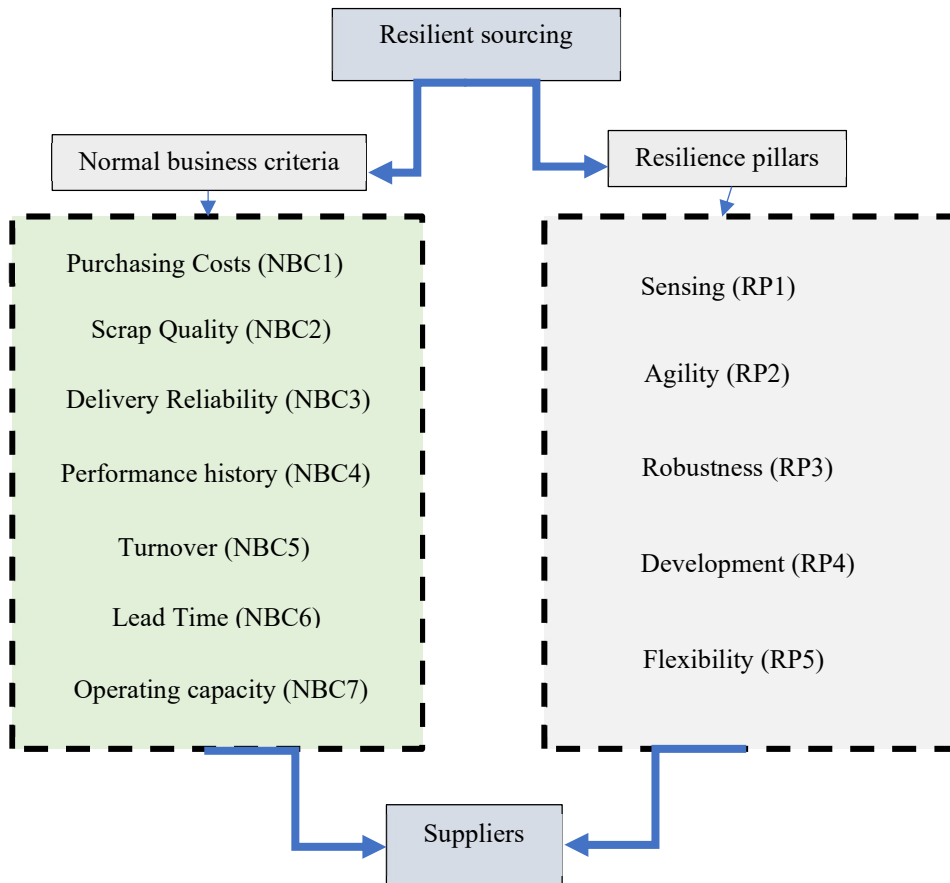 Resilient sourcing
Normal business criteria
Resilience pillars
Purchasing Costs (NBC1)
Scrap Quality (NBC2)
Delivery Reliability (NBC3)
Performance history (NBC4)
Turnover (NBC5)
Lead Time (NBC6)
Operating capacity (NBC7)
Sensing (RP1)
Agility (RP2)
Robustness (RP3)
Development (RP4)
Flexibility (RP5)
Suppliers